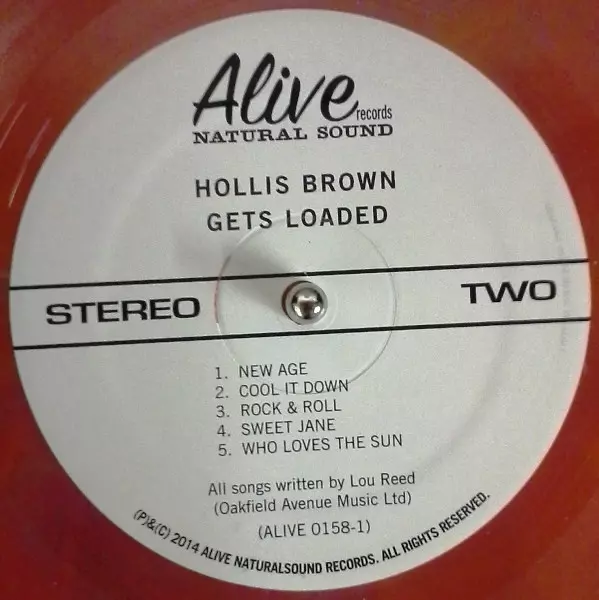 Alive records
NATURAL SOUND
HOLLIS BROWN
GETS LOADED
STEREO
TWO
1. NEW AGE
2. COOL IT DOWN
3. ROCK & ROLL
4. SWEET JANE
5. WHO LOVES THE SUN
All songs written by Lou Reed
(Oakfield Avenue Music Ltd)
(ALIVE 0158-1)
(P)&(C) 2014 ALIVE NATURALSOUND RECORDS. ALL RIGHTS RESERVED.